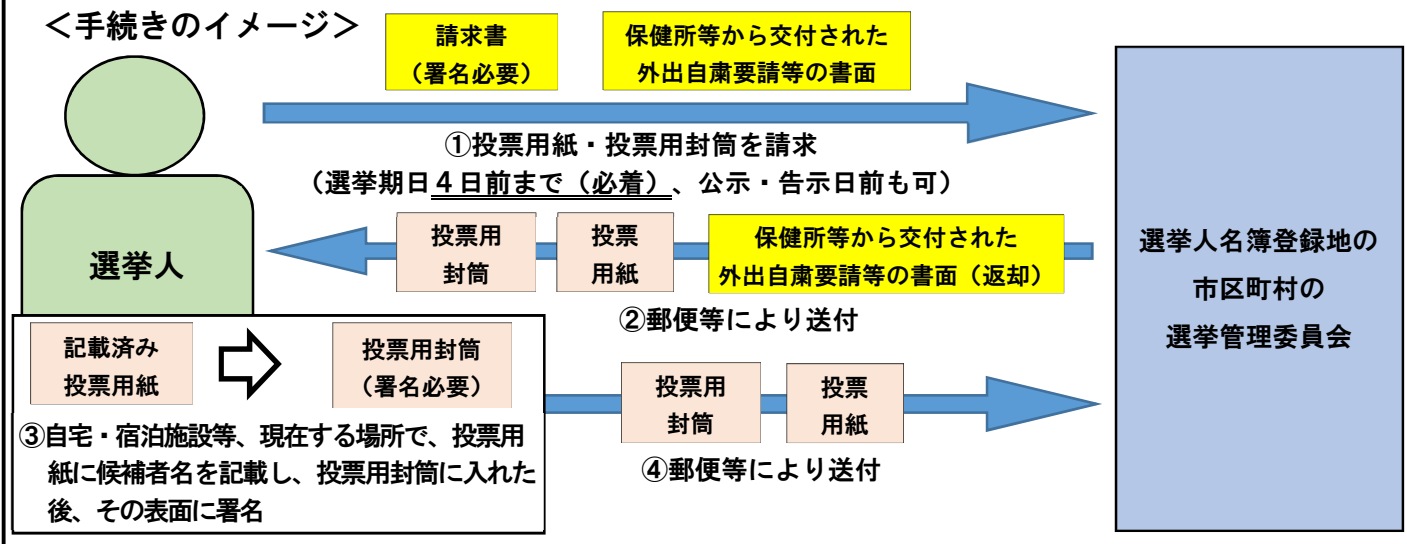 ＜手続きのイメージ＞
請求書
（署名必要）
保健所等から交付された
外出自粛要請等の書面
①投票用紙・投票用封筒を請求
（選挙期日４日前まで（必着）、公示・告示日前も可）
選挙人
投票用
封筒
投票
用紙
保健所等から交付された
外出自粛要請等の書面（返却）
②郵便等により送付
選挙人名簿登録地の
市区町村の
選挙管理委員会
記載済み
投票用紙
投票用封筒
（署名必要）
③自宅・宿泊施設等、現在する場所で、投票用
紙に候補者名を記載し、投票用封筒に入れた
後、その表面に署名
投票用
封筒
投票
用紙
④郵便等により送付